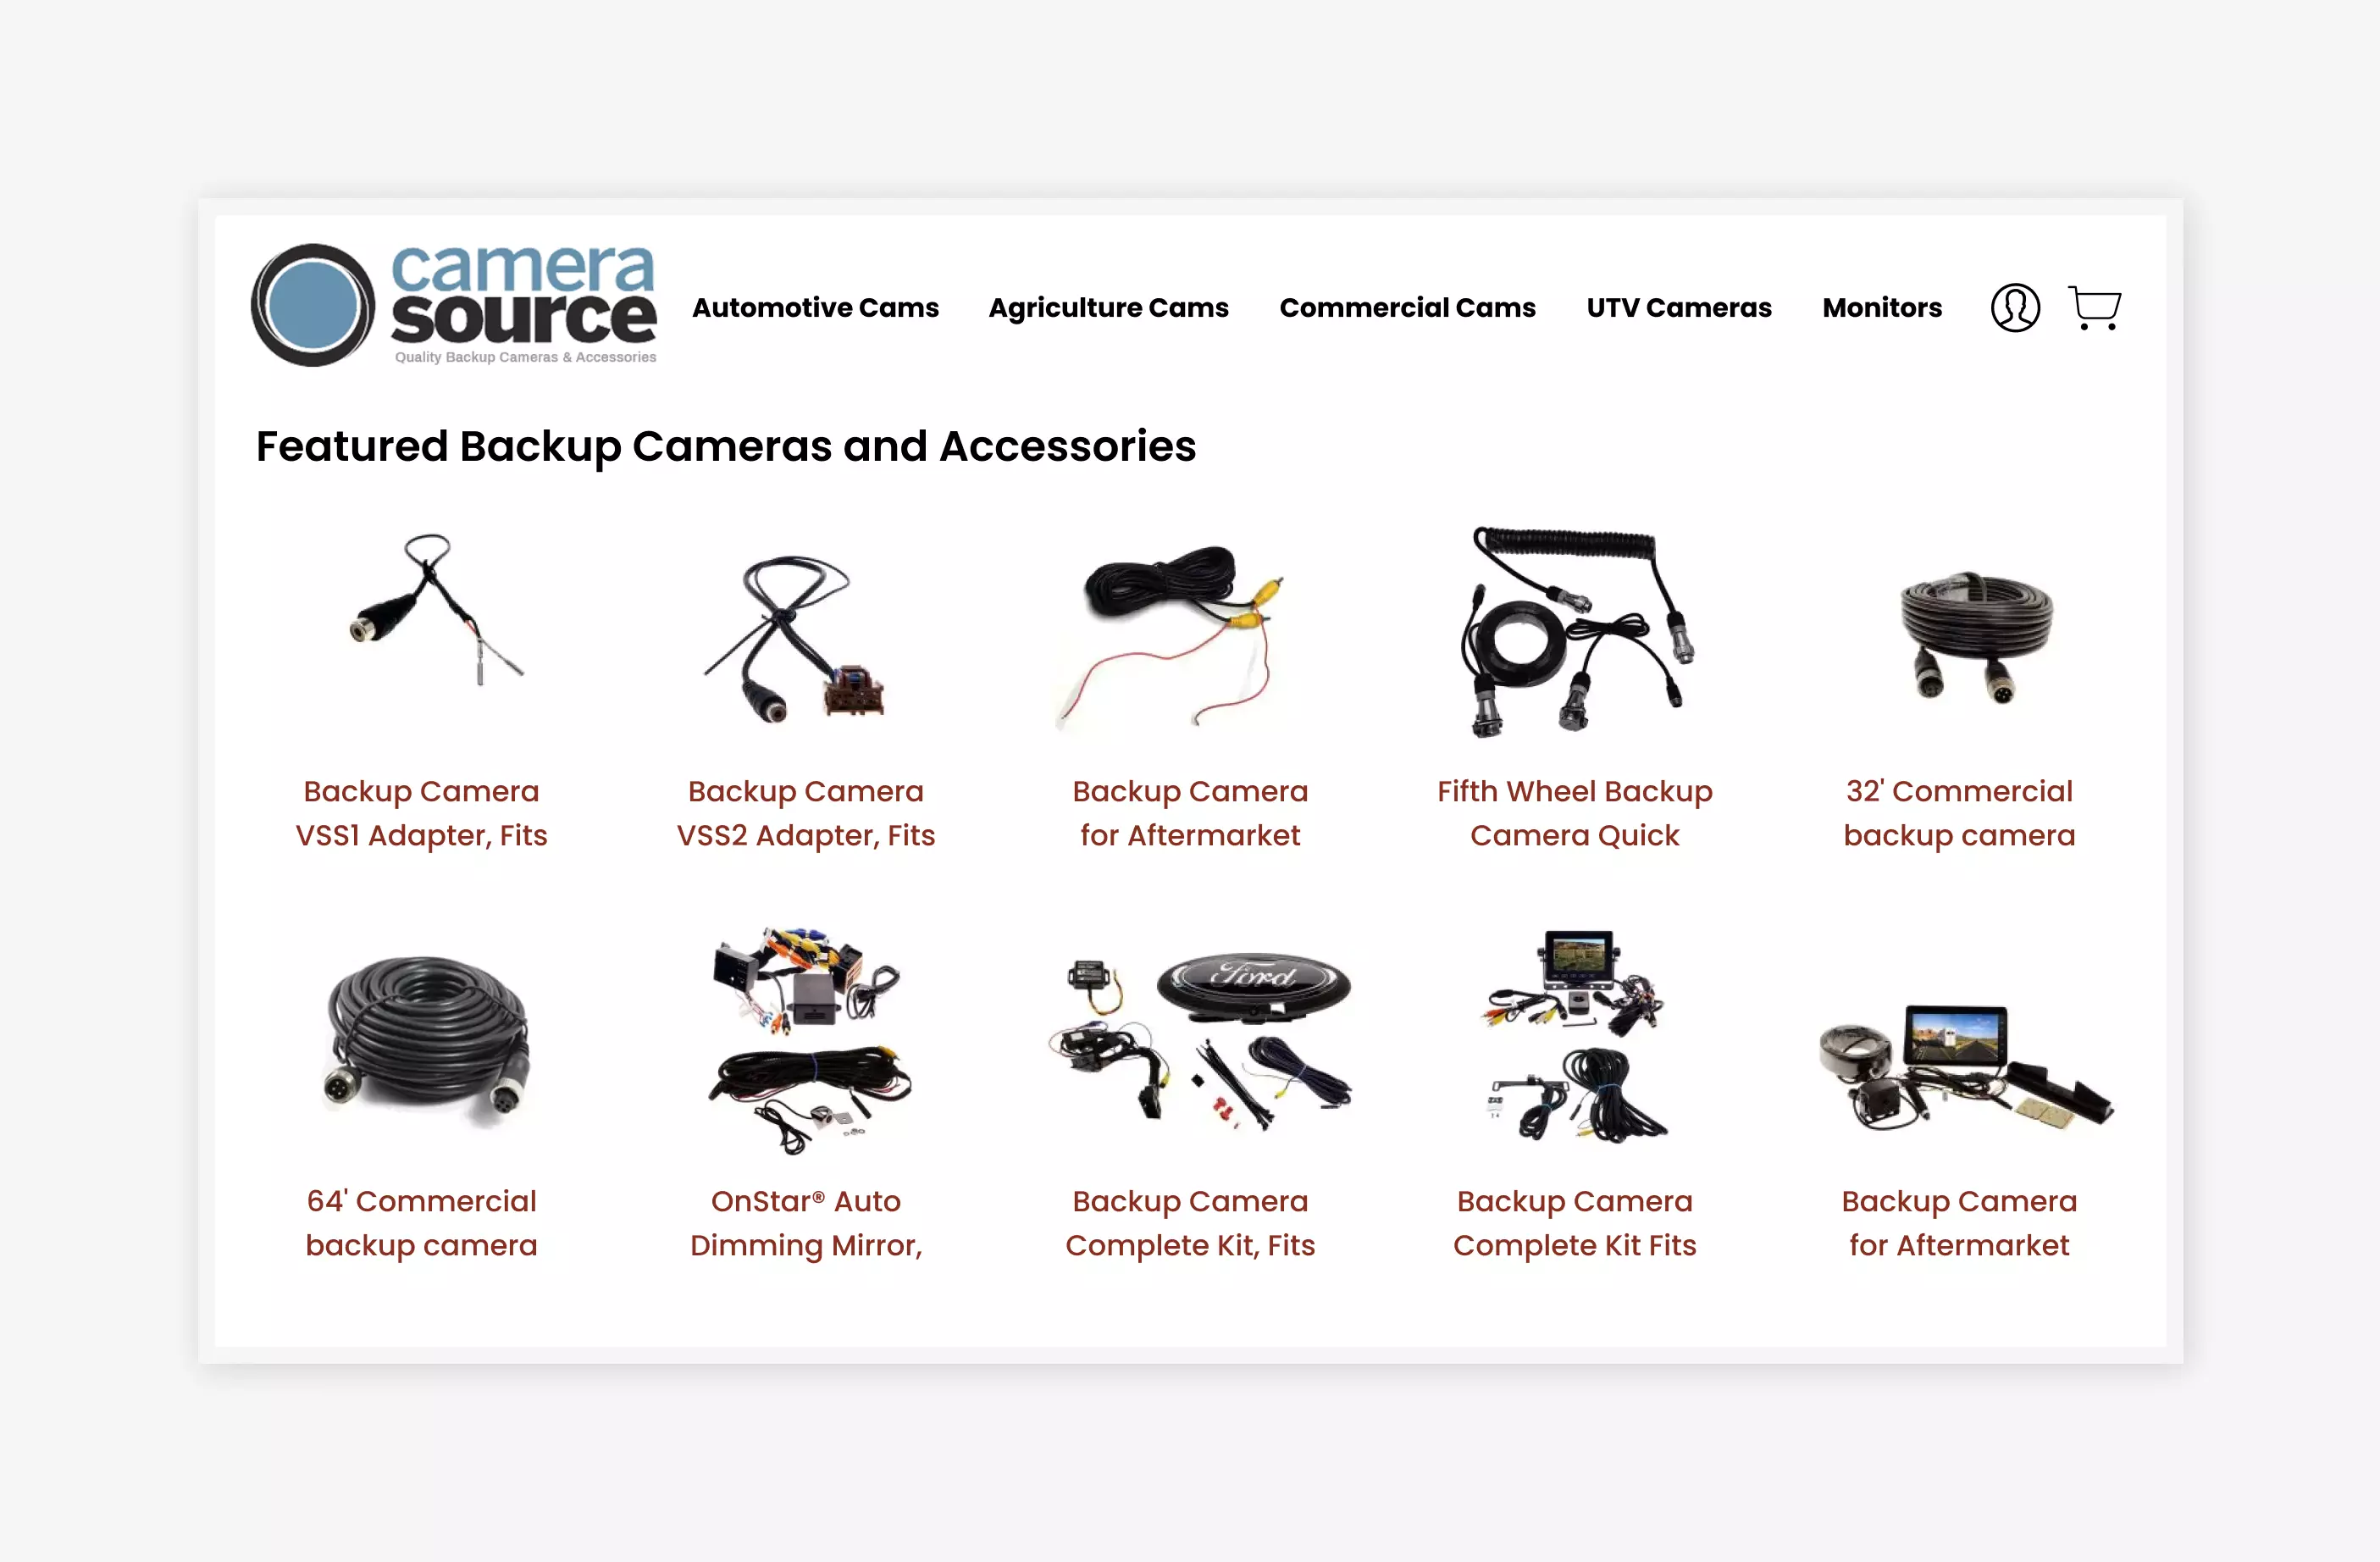 camera
source
Quality Backup Cameras & Accessories
Automotive Cams Agriculture Cams Commercial Cams UTV Cameras Monitors
Featured Backup Cameras and Accessories
Backup Camera
VSS1 Adapter, Fits
Backup Camera
VSS2 Adapter, Fits
Backup Camera
for Aftermarket
Fifth Wheel Backup
Camera Quick
32' Commercial
backup camera
Ford
64' Commercial
backup camera
OnStar® Auto
Dimming Mirror,
Backup Camera
Complete Kit, Fits
Backup Camera
Complete Kit Fits
Backup Camera
for Aftermarket